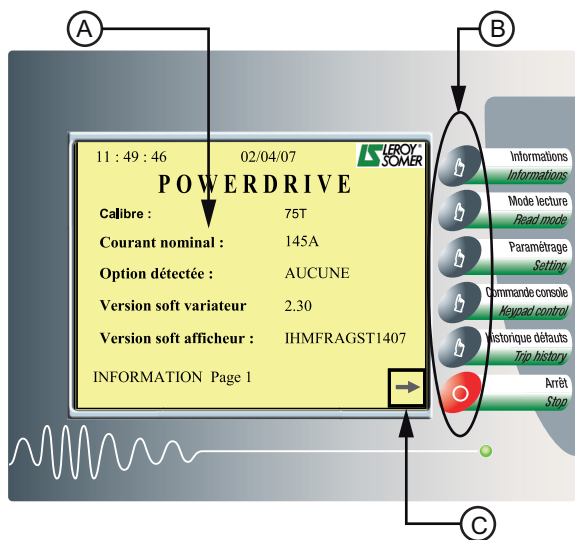 A
B
11 : 49 : 46 02/04/07 LS LEROY® SOMER
POWERDRIVE
Calibre : 75T
Courant nominal : 145A
Option détectée : AUCUNE
Version soft variateur 2.30
Version soft afficheur : IHMFRAGST1407
INFORMATION Page 1
Informations
Informations
Mode lecture
Read mode
Paramétrage
Setting
Commande console
Keypad control
Historique défauts
Trip history
Arrêt
Stop
C